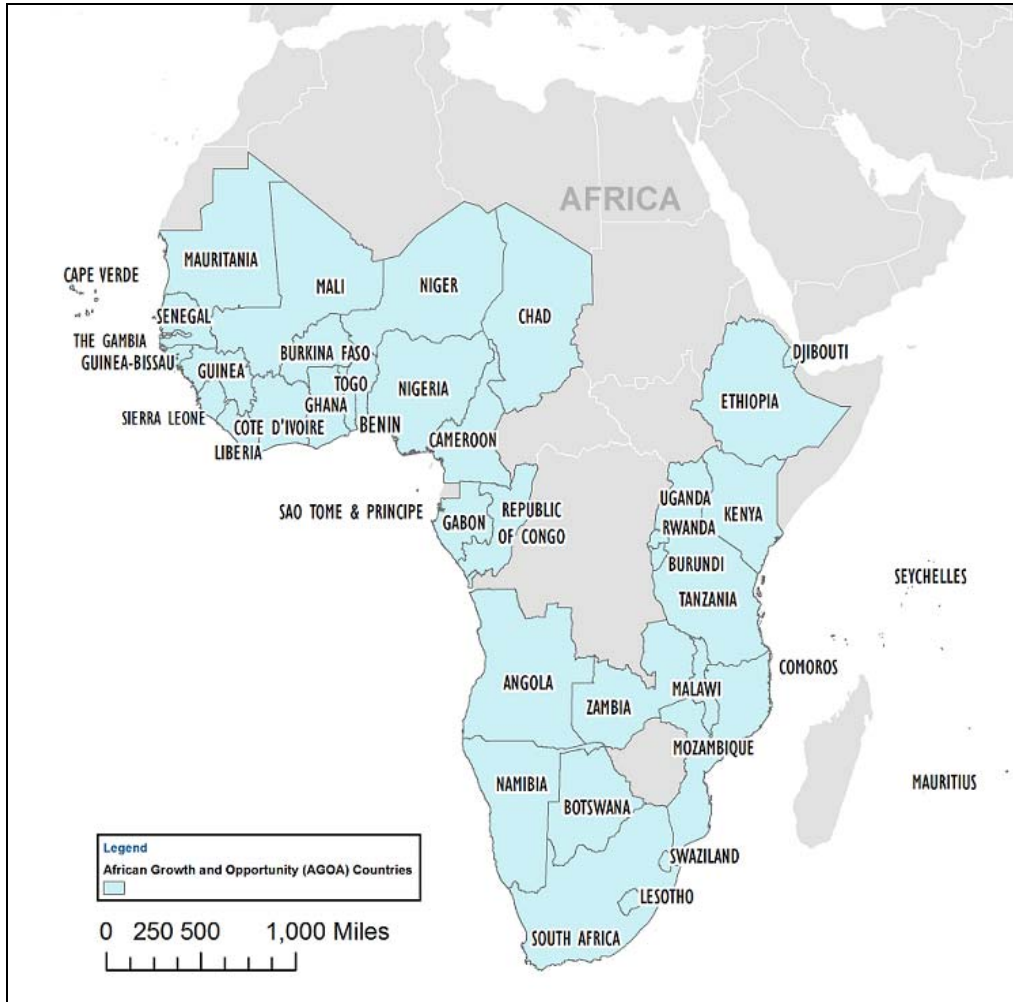 AFRICA
MAURITANIA
CAPE VERDE
MALI
NIGER
CHAD
SENEGAL
THE GAMBIA
GUINEA-BISSAU
BURKINA FASO
DJIBOUTI
GUINEA
TOGO
NIGERIA
ETHIOPIA
GHANA
SIERRA LEONE
COTE D'IVOIRE
BENIN
CAMEROON
LIBERIA
SAO TOME & PRINCIPE
GABON
REPUBLIC
OF CONGO
UGANDA
KENYA
RWANDA
BURUNDI
SEYCHELLES
TANZANIA
COMOROS
ANGOLA
MALAWI
ZAMBIA
MOZAMBIQUE
NAMIBIA
MAURITIUS
BOTSWANA
SWAZILAND
LESOTHO
SOUTH AFRICA
Legend
African Growth and Opportunity (AGOA) Countries
0 250 500 1,000 Miles